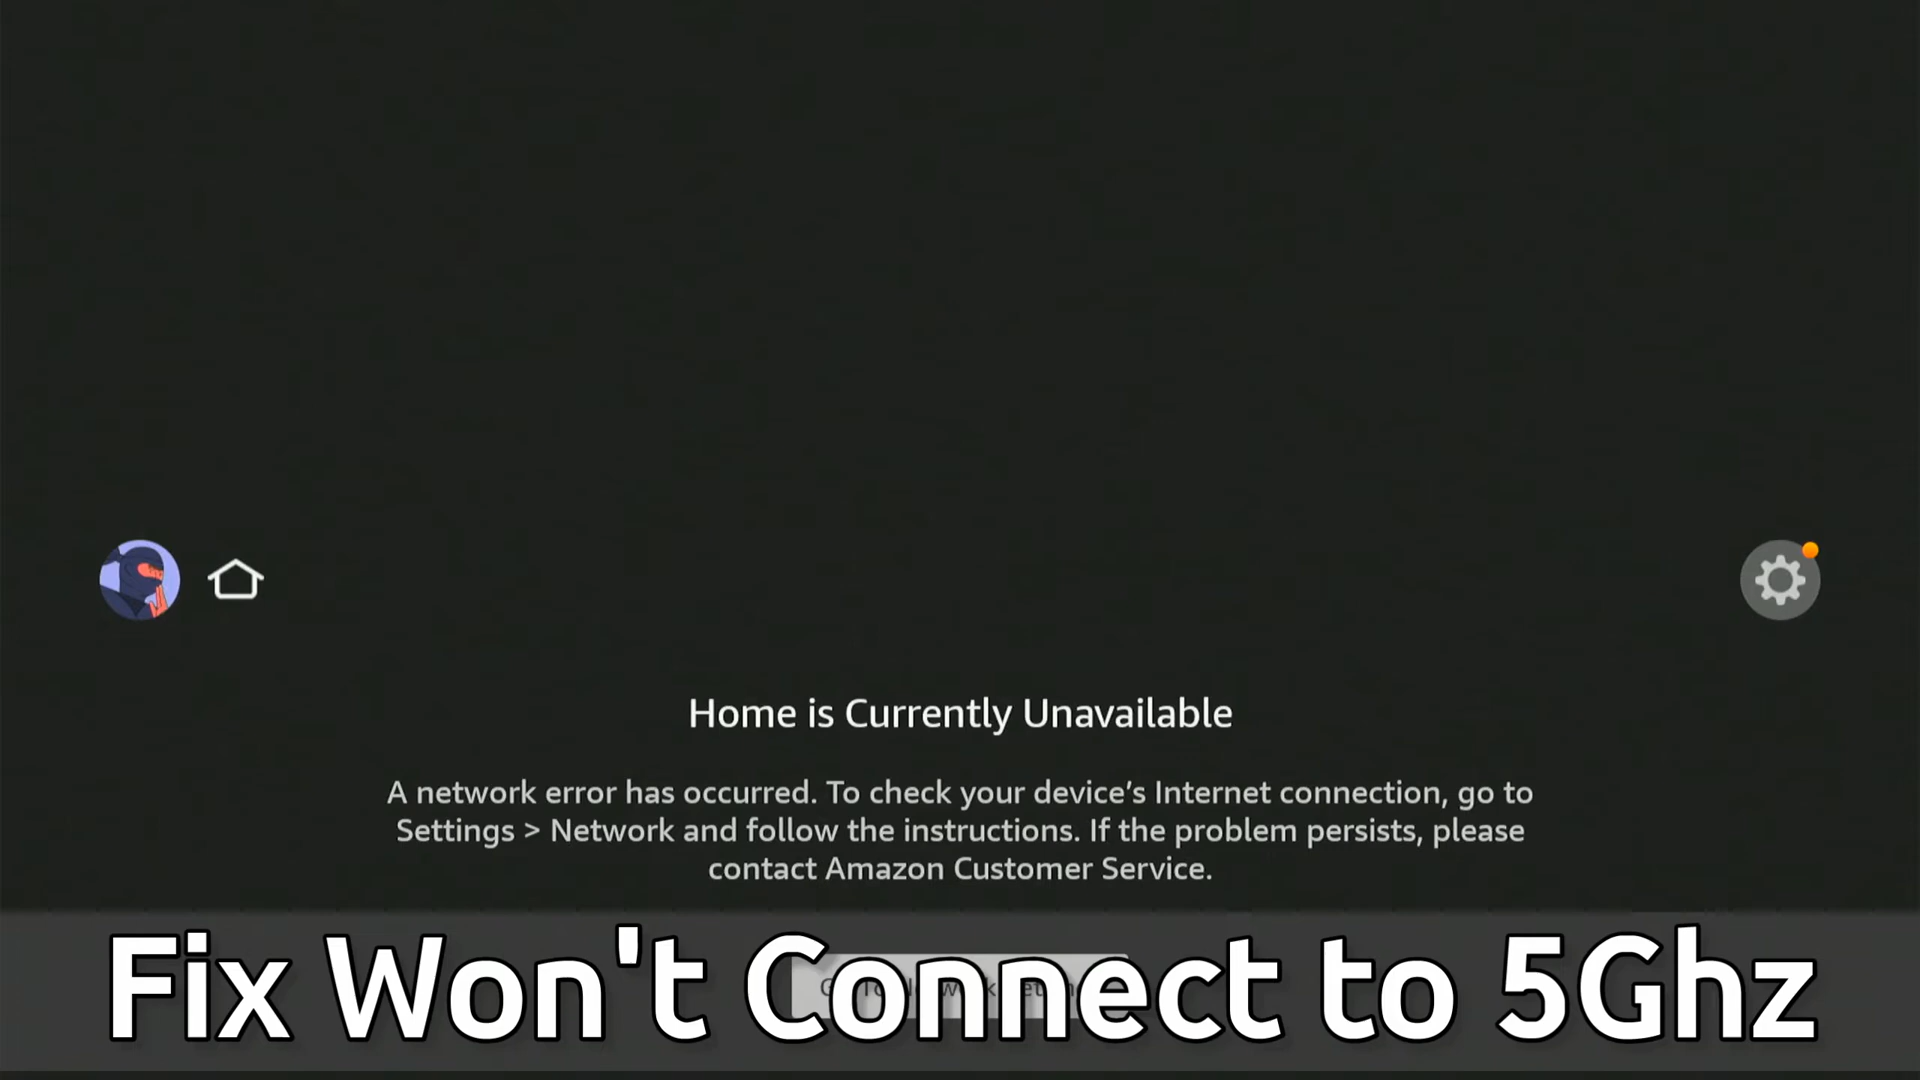 Home is Currently Unavailable
A network error has occurred. To check your device’s Internet connection, go to
Settings > Network and follow the instructions. If the problem persists, please
contact Amazon Customer Service.
Fix Won't Connect to 5Ghz